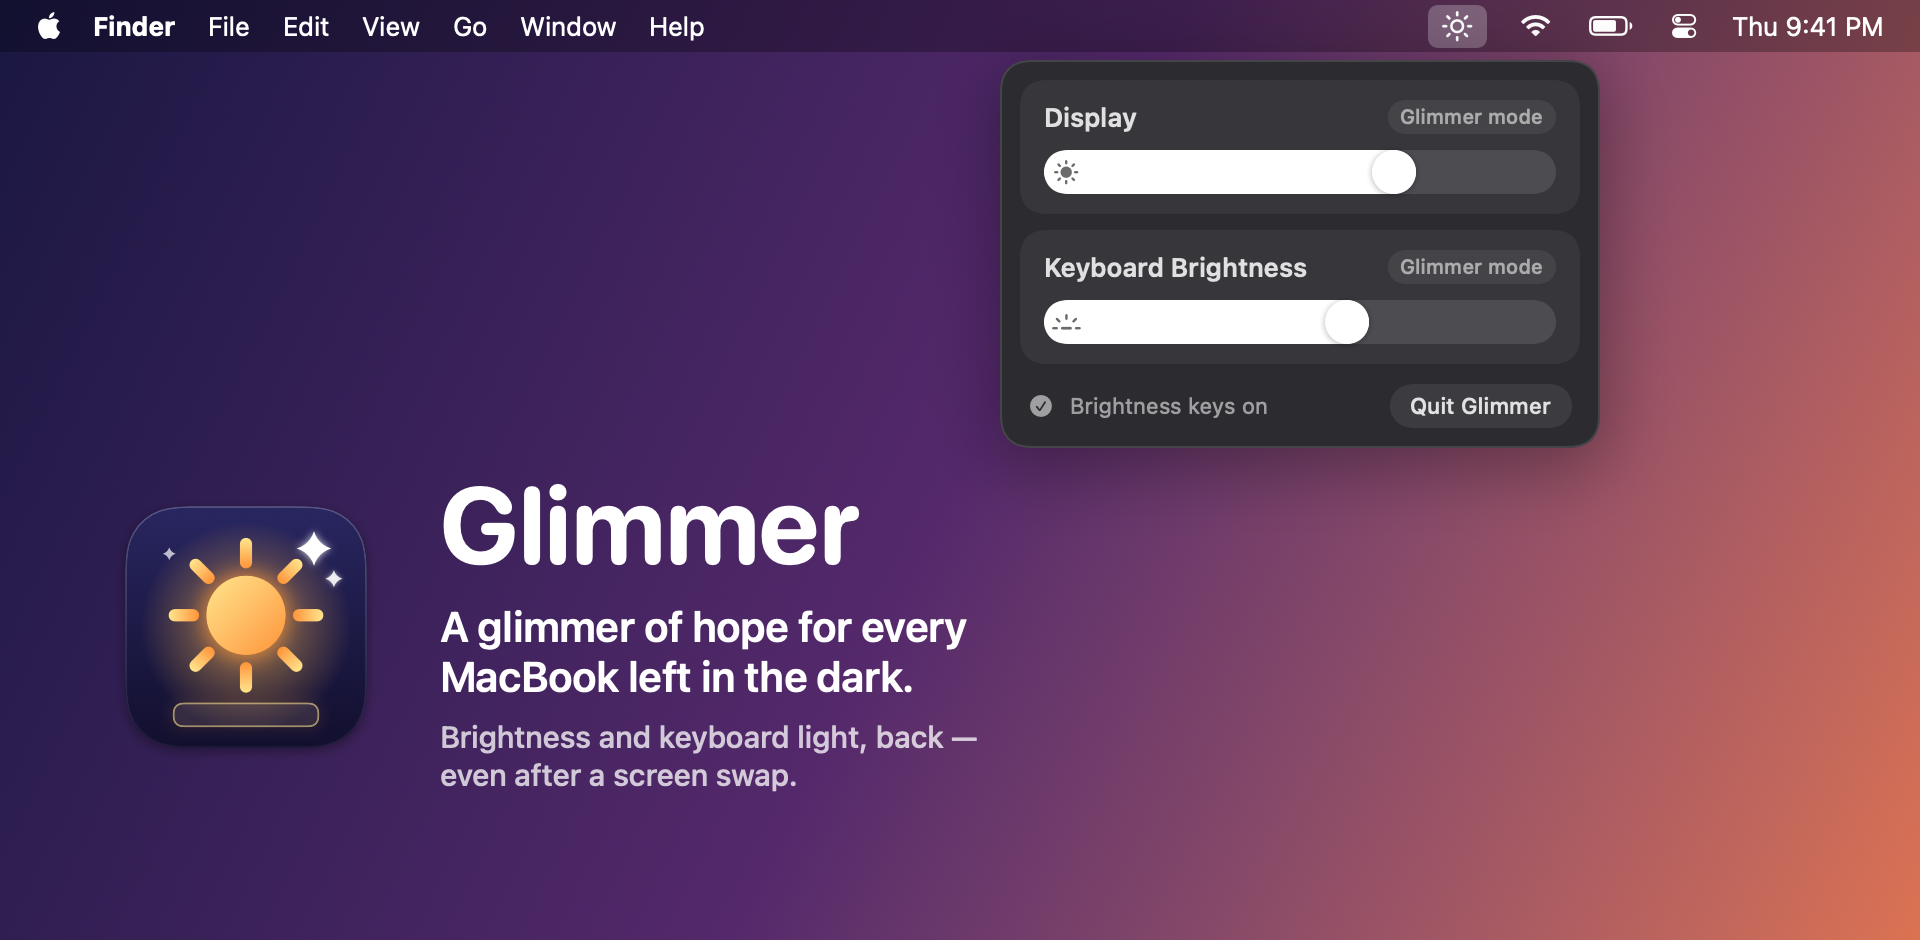 Finder File Edit View Go Window Help Thu 9:41 PM
Display Glimmer mode
Keyboard Brightness Glimmer mode
Brightness keys on Quit Glimmer
Glimmer
A glimmer of hope for every
MacBook left in the dark.
Brightness and keyboard light, back —
even after a screen swap.